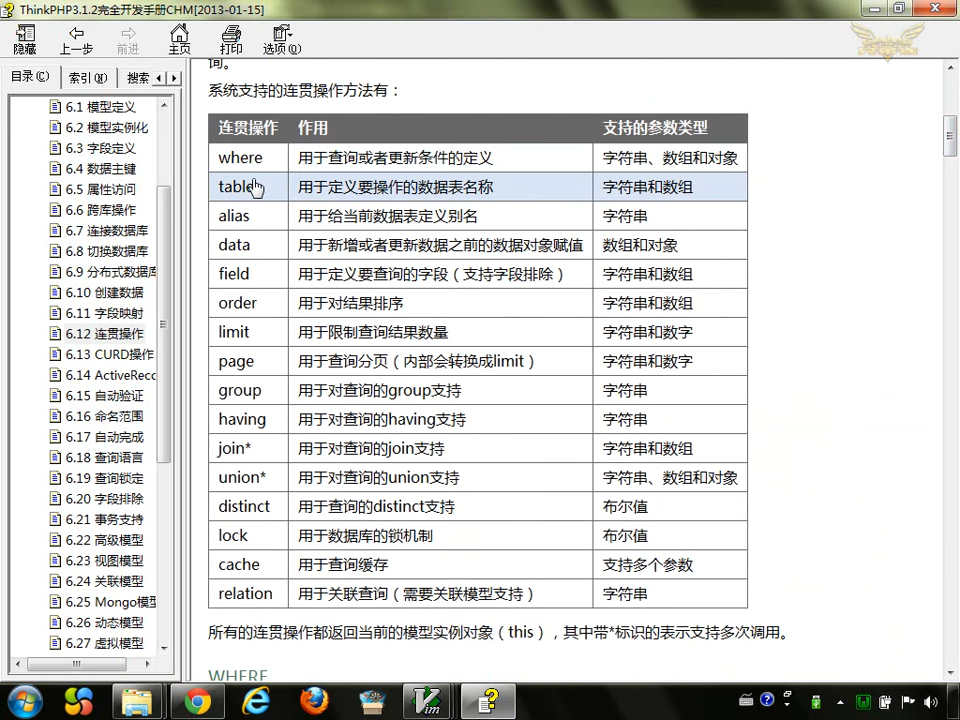 ThinkPHP3.1.2完全开发手册CHM[2013-01-15]
隐藏 上一步 前进 主页 打印 选项(O)
目录(C) 索引(N) 搜索
6.1 模型定义
6.2 模型实例化
6.3 字段定义
6.4 数据主键
6.5 属性访问
6.6 跨库操作
6.7 连接数据库
6.8 切换数据库
6.9 分布式数据库
6.10 创建数据
6.11 字段映射
6.12 连贯操作
6.13 CURD操作
6.14 ActiveReco
6.15 自动验证
6.16 命名范围
6.17 自动完成
6.18 查询语言
6.19 查询锁定
6.20 字段排除
6.21 事务支持
6.22 高级模型
6.23 视图模型
6.24 关联模型
6.25 Mongo模型
6.26 动态模型
6.27 虚拟模型
询。
系统支持的连贯操作方法有：
连贯操作 作用 支持的参数类型
where 用于查询或者更新条件的定义 字符串、数组和对象
table 用于定义要操作的数据表名称 字符串和数组
alias 用于给当前数据表定义别名 字符串
data 用于新增或者更新数据之前的数据对象赋值 数组和对象
field 用于定义要查询的字段（支持字段排除） 字符串和数组
order 用于对结果排序 字符串和数组
limit 用于限制查询结果数量 字符串和数字
page 用于查询分页（内部会转换成limit） 字符串和数字
group 用于对查询的group支持 字符串
having 用于对查询的having支持 字符串
join* 用于对查询的join支持 字符串和数组
union* 用于对查询的union支持 字符串、数组和对象
distinct 用于查询的distinct支持 布尔值
lock 用于数据库的锁机制 布尔值
cache 用于查询缓存 支持多个参数
relation 用于关联查询（需要关联模型支持） 字符串
所有的连贯操作都返回当前的模型实例对象（this），其中带*标识的表示支持多次调用。
WHERE